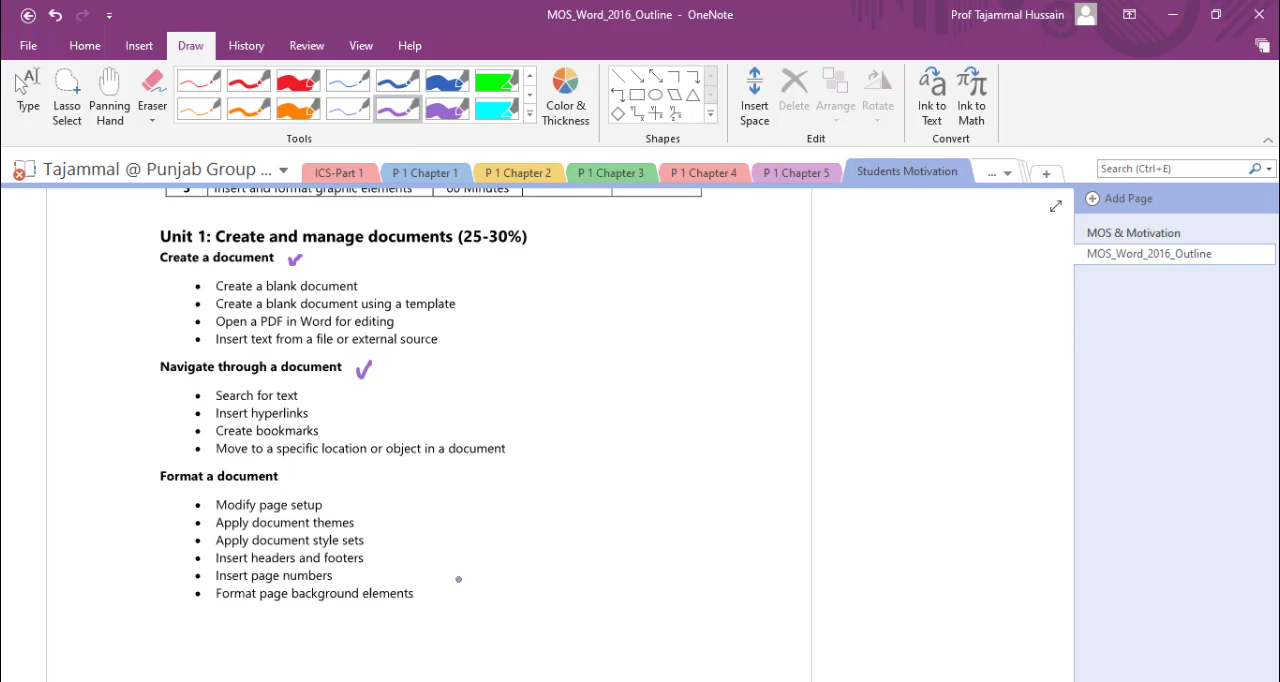 MOS_Word_2016_Outline - OneNote
Prof Tajammal Hussain
File Home Insert Draw History Review View Help
Type
Lasso Select
Panning Hand
Eraser
Color & Thickness
Insert Space
Delete
Arrange
Rotate
Ink to Text
Ink to Math
Tools
Shapes
Edit
Convert
Tajammal @ Punjab Group ...
ICS-Part 1
P 1 Chapter 1
P 1 Chapter 2
P 1 Chapter 3
P 1 Chapter 4
P 1 Chapter 5
Students Motivation
...
Search (Ctrl+E)
Add Page
MOS & Motivation
MOS_Word_2016_Outline
Insert and format graphic elements 60 Minutes
Unit 1: Create and manage documents (25-30%)
Create a document
• Create a blank document
• Create a blank document using a template
• Open a PDF in Word for editing
• Insert text from a file or external source
Navigate through a document
• Search for text
• Insert hyperlinks
• Create bookmarks
• Move to a specific location or object in a document
Format a document
• Modify page setup
• Apply document themes
• Apply document style sets
• Insert headers and footers
• Insert page numbers
• Format page background elements